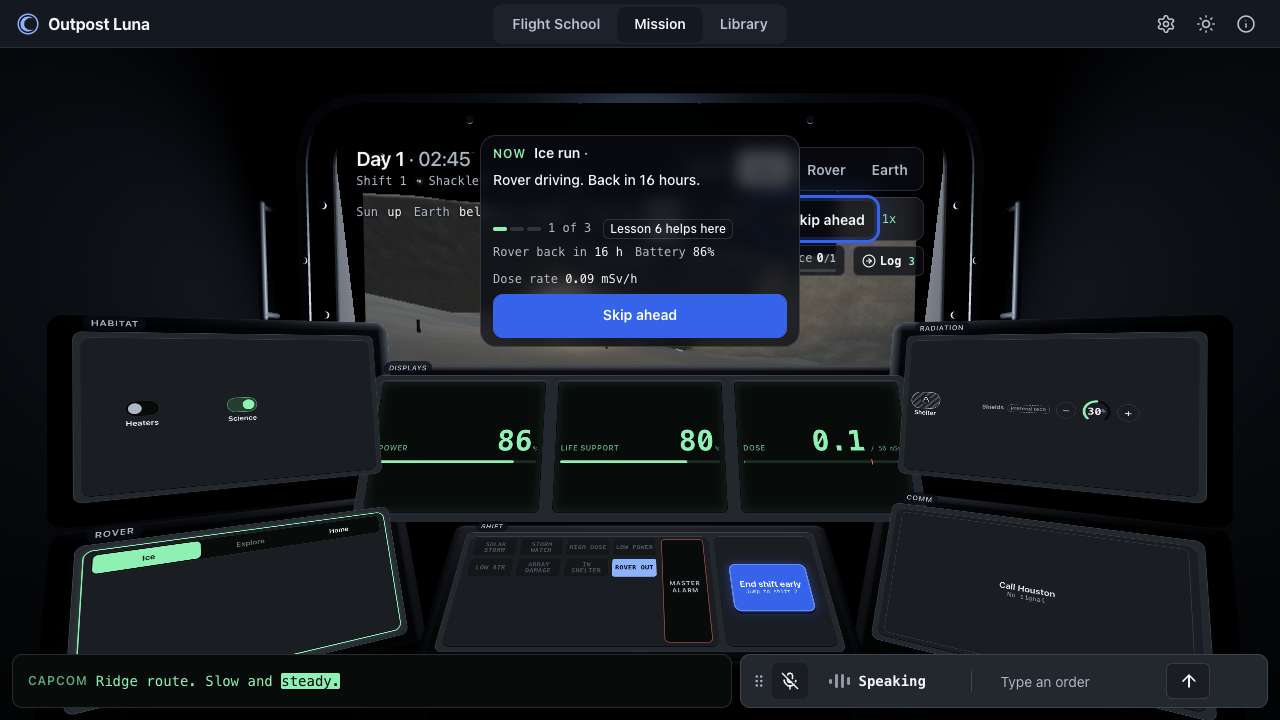 Outpost Luna
Flight School
Mission
Library
Day 1 · 02:45
Shift 1
Sun up Earth
NOW Ice run ·
Rover driving. Back in 16 hours.
1 of 3
Lesson 6 helps here
Rover back in 16 h Battery 86%
Dose rate 0.09 mSv/h
Skip ahead
Rover
Earth
kip ahead
1x
0/1
Log 3
HABITAT
Heaters
Science
DISPLAYS
POWER 86
LIFE SUPPORT 80%
DOSE 0.1
RADIATION
Shelter
Shields
30
ROVER
Ice
Explore
Home
SHIFT
SOLAR STORM
STORM WATCH
HIGH DOSE
LOW POWER
LOW AIR
ARRAY DAMAGE
IN SHELTER
ROVER OUT
MASTER ALARM
End shift early
COMM
Call Houston
No signal
CAPCOM Ridge route. Slow and steady.
Speaking
Type an order